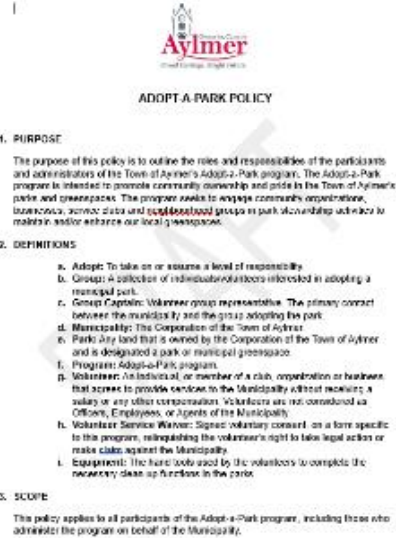 Aylmer
ADOPT-A-PARK POLICY
1. PURPOSE
The purpose of this policy is to outline the roles and responsibilities of the participants
and administrators of the Town of Aylmer's Adopt-a-Park program. The Adopt-a-Park
program is intended to promote community ownership and pride in the Town of Aylmer's
parks and greenspaces. The program seeks to engage community organizations,
businesses, service clubs and neighbourhood groups in park stewardship activities to
maintain and/or enhance our local greenspaces.
2. DEFINITIONS
a. Adopt: To take on or assume a level of responsibility.
b. Group: A collection of individuals/volunteers interested in adopting a
municipal park.
c. Group Captain: Volunteer group representative. The primary contact
between the municipality and the group adopting the park.
d. Municipality: The Corporation of the Town of Aylmer.
e. Park: Any land that is owned by the Corporation of the Town of Aylmer
and is designated a park or municipal greenspace.
f. Program: Adopt-a-Park program.
g. Volunteer: An individual, or member of a club, organization or business
that agrees to provide services to the Municipality without receiving a
salary or any other compensation. Volunteers are not considered as
Officers, Employees, or Agents of the Municipality.
h. Volunteer Service Waiver: Signed voluntary consent, on a form specific
to this program, relinquishing the volunteer's right to take legal action or
make claim against the Municipality.
i. Equipment: The hand tools used by the volunteers to complete the
necessary clean up functions in the parks.
3. SCOPE
This policy applies to all participants of the Adopt-a-Park program, including those who
administer the program on behalf of the Municipality.
DRAFT